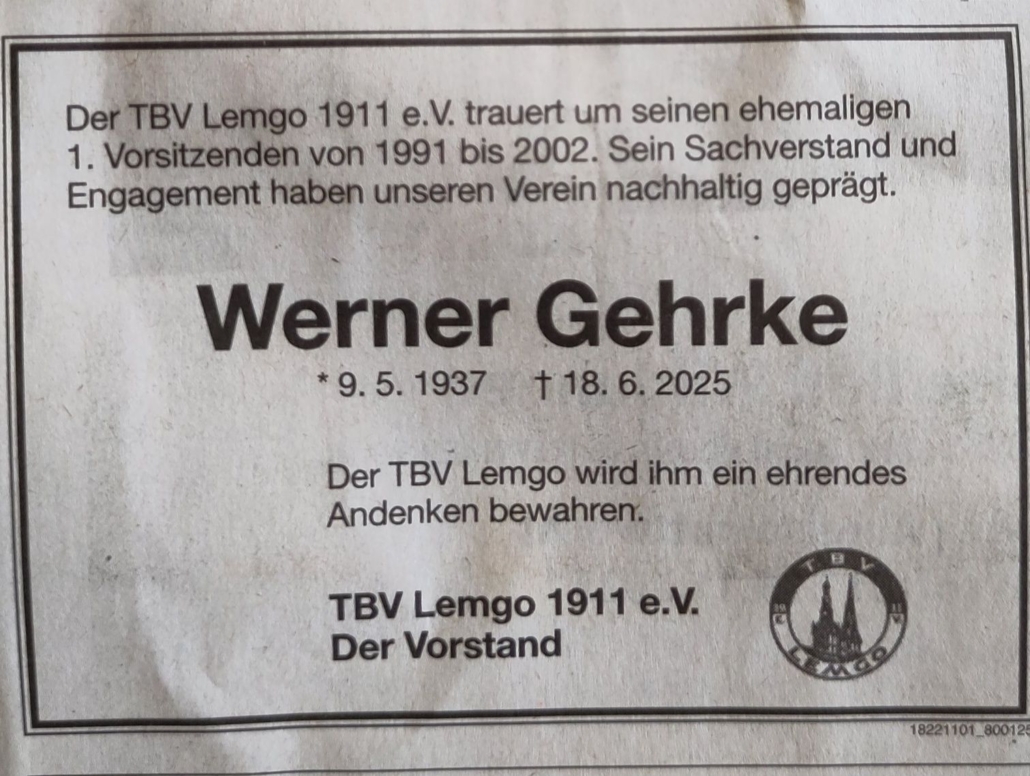 Der TBV Lemgo 1911 e.V. trauert um seinen ehemaligen
1. Vorsitzenden von 1991 bis 2002. Sein Sachverstand und
Engagement haben unseren Verein nachhaltig geprägt.
Werner Gehrke
* 9. 5. 1937 † 18. 6. 2025
Der TBV Lemgo wird ihm ein ehrendes
Andenken bewahren.
TBV Lemgo 1911 e.V.
Der Vorstand
TBV
LEMGO
18221101_800125